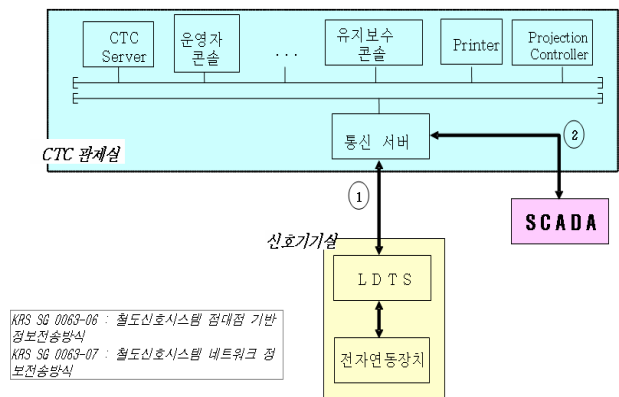 CTC
Server
운영자
콘솔
...
유지보수
콘솔
Printer
Projection
Controller
통신 서버
②
CTC 관제실
①
SCADA
신호기기실
LDTS
전자연동장치
KRS SG 0063-06 : 철도신호시스템 점대점 기반
정보전송방식
KRS SG 0063-07 : 철도신호시스템 네트워크 정
보전송방식